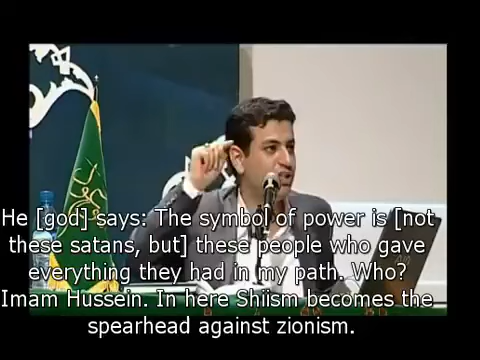 He [god] says: The symbol of power is [not
these satans, but] these people who gave
everything they had in my path. Who?
Imam Hussein. In here Shiism becomes the
spearhead against zionism.